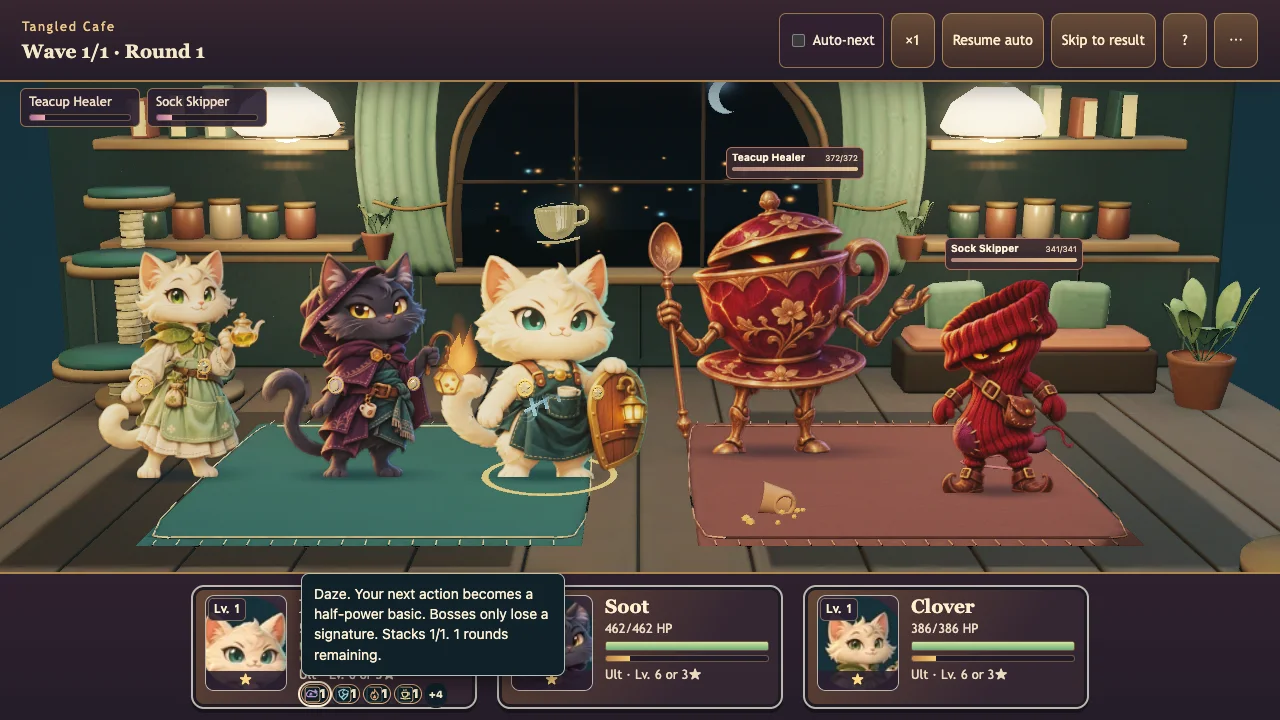 Tangled Cafe
Wave 1/1 · Round 1
Auto-next
×1
Resume auto
Skip to result
?
...
Teacup Healer
Sock Skipper
Teacup Healer 372/372
Sock Skipper 341/341
Daze. Your next action becomes a
half-power basic. Bosses only lose a
signature. Stacks 1/1. 1 rounds
remaining.
Lv. 1
1
1
1
1
+4
Soot
462/462 HP
Ult · Lv. 6 or 3★
Lv. 1
Clover
386/386 HP
Ult · Lv. 6 or 3★